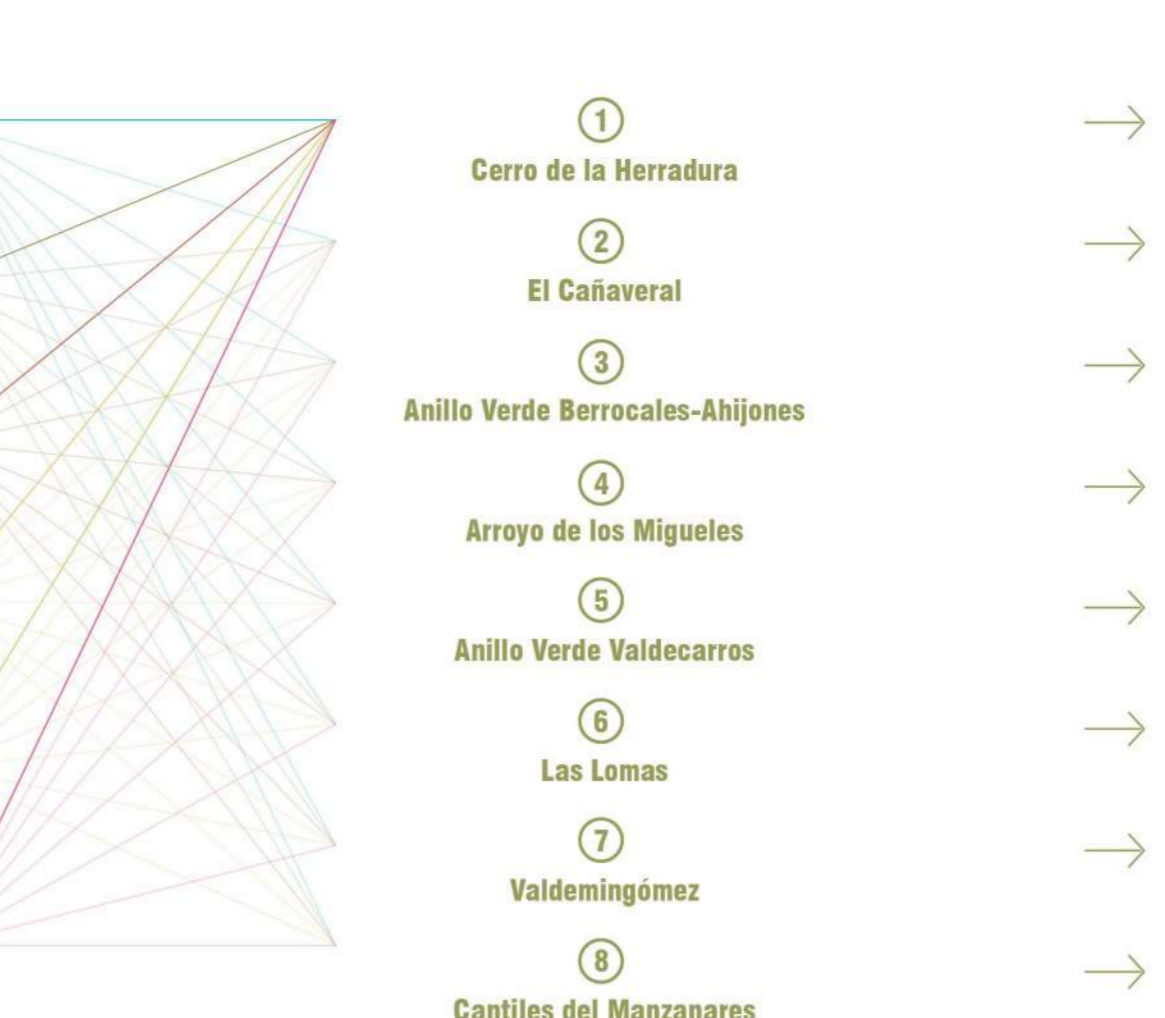 1
Cerro de la Herradura
2
El Cañaveral
3
Anillo Verde Berrocales-Ahijones
4
Arroyo de los Migueles
5
Anillo Verde Valdecarros
6
Las Lomas
7
Valdemingómez
8
Cantiles del Manzanares